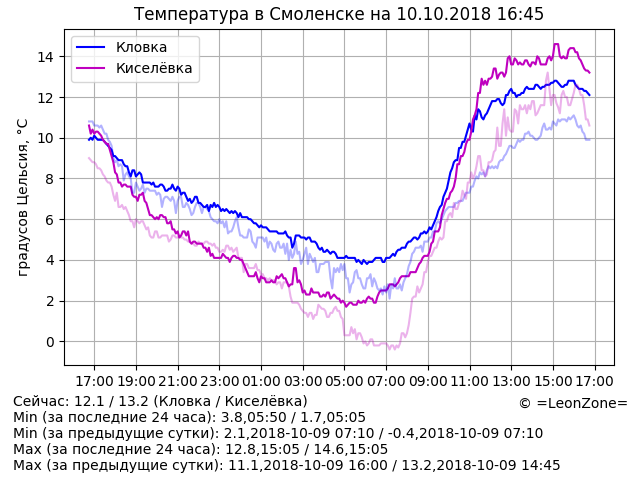 Температура в Смоленске на 10.10.2018 16:45
Кловка
Киселёвка
градусов Цельсия, °C
14
12
10
8
6
4
2
0
17:00 19:00 21:00 23:00 01:00 03:00 05:00 07:00 09:00 11:00 13:00 15:00 17:00
Сейчас: 12.1 / 13.2 (Кловка / Киселёвка)
© =LeonZone=
Min (за последние 24 часа): 3.8,05:50 / 1.7,05:05
Min (за предыдущие сутки): 2.1,2018-10-09 07:10 / -0.4,2018-10-09 07:10
Max (за последние 24 часа): 12.8,15:05 / 14.6,15:05
Max (за предыдущие сутки): 11.1,2018-10-09 16:00 / 13.2,2018-10-09 14:45